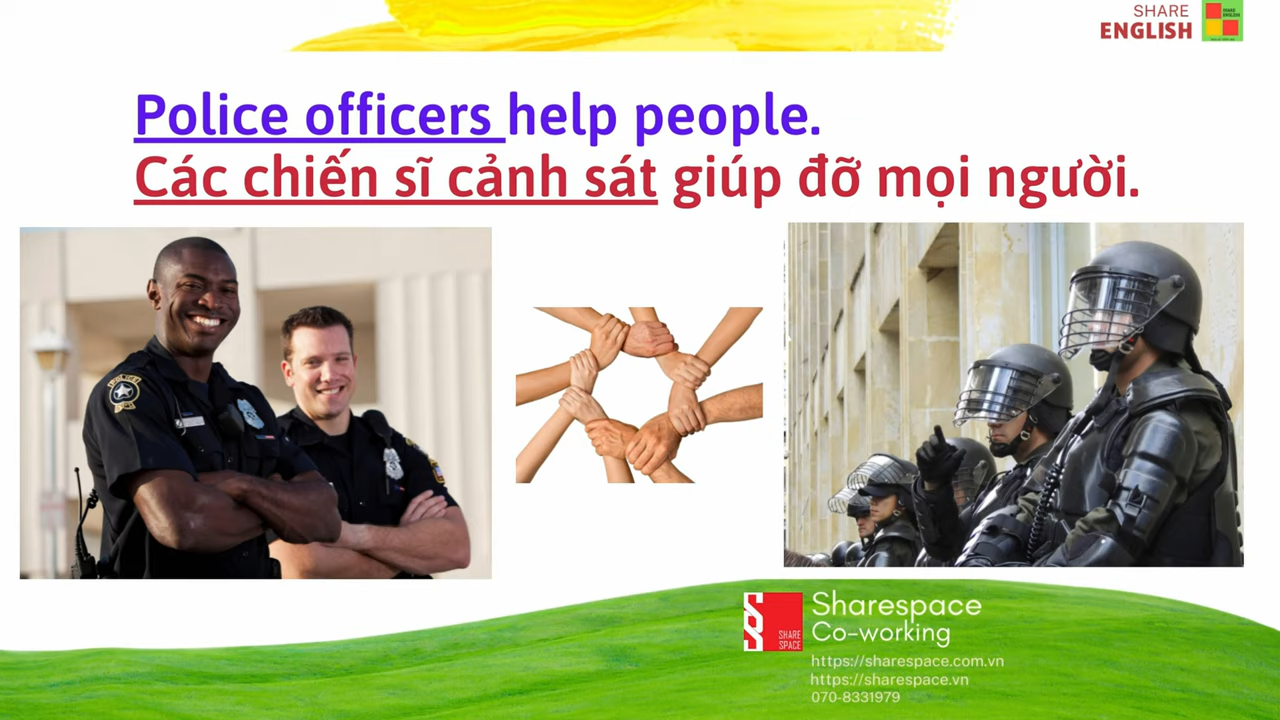 SHARE
ENGLISH
Police officers help people.
Các chiến sĩ cảnh sát giúp đỡ mọi người.
POLICE
SHARE
SPACE
Sharespace
Co-working
https://sharespace.com.vn
https://sharespace.vn
070-8331979